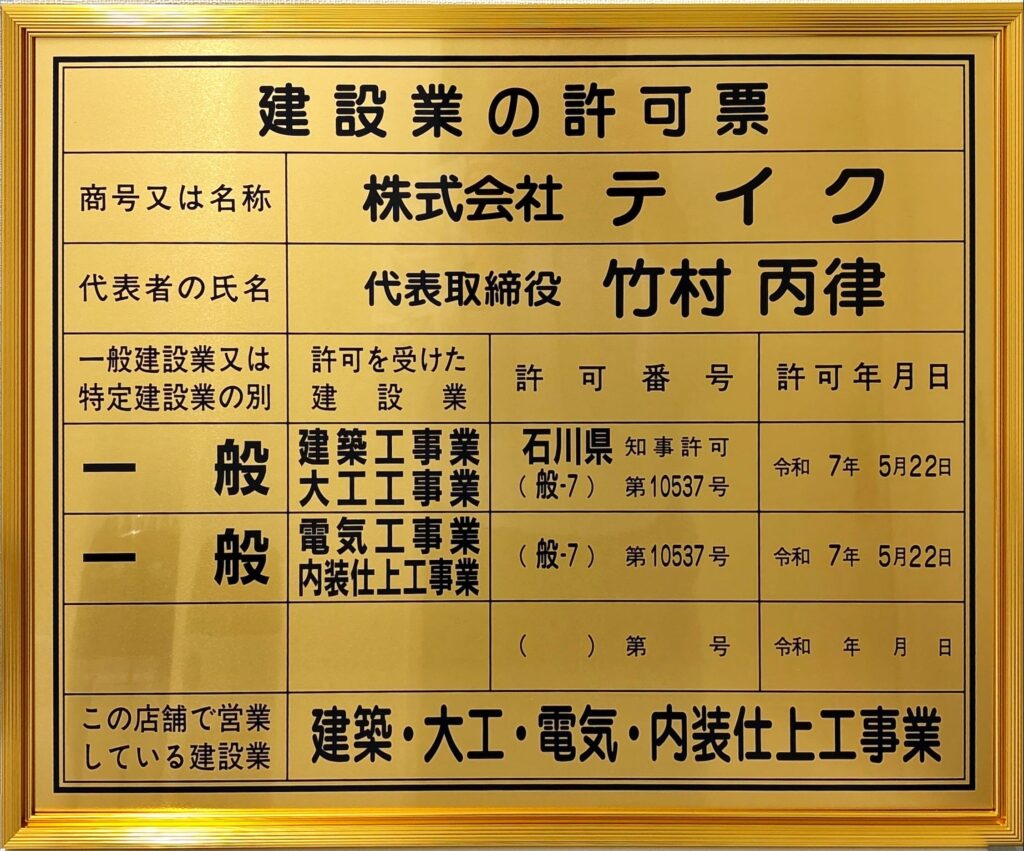 建設業の許可票
商号又は名称
株式会社 テイク
代表者の氏名
代表取締役 竹村 丙律
一般建設業又は
特定建設業の別
許可を受けた
建設業
許可番号
許可年月日
一般
建築工事業
大工工事業
石川県 知事許可
(般-7) 第10537号
令和 7年 5月22日
一般
電気工事業
内装仕上工事業
(般-7) 第10537号
令和 7年 5月22日
( ) 第 号
令和 年 月 日
この店舗で営業
している建設業
建築・大工・電気・内装仕上工事業